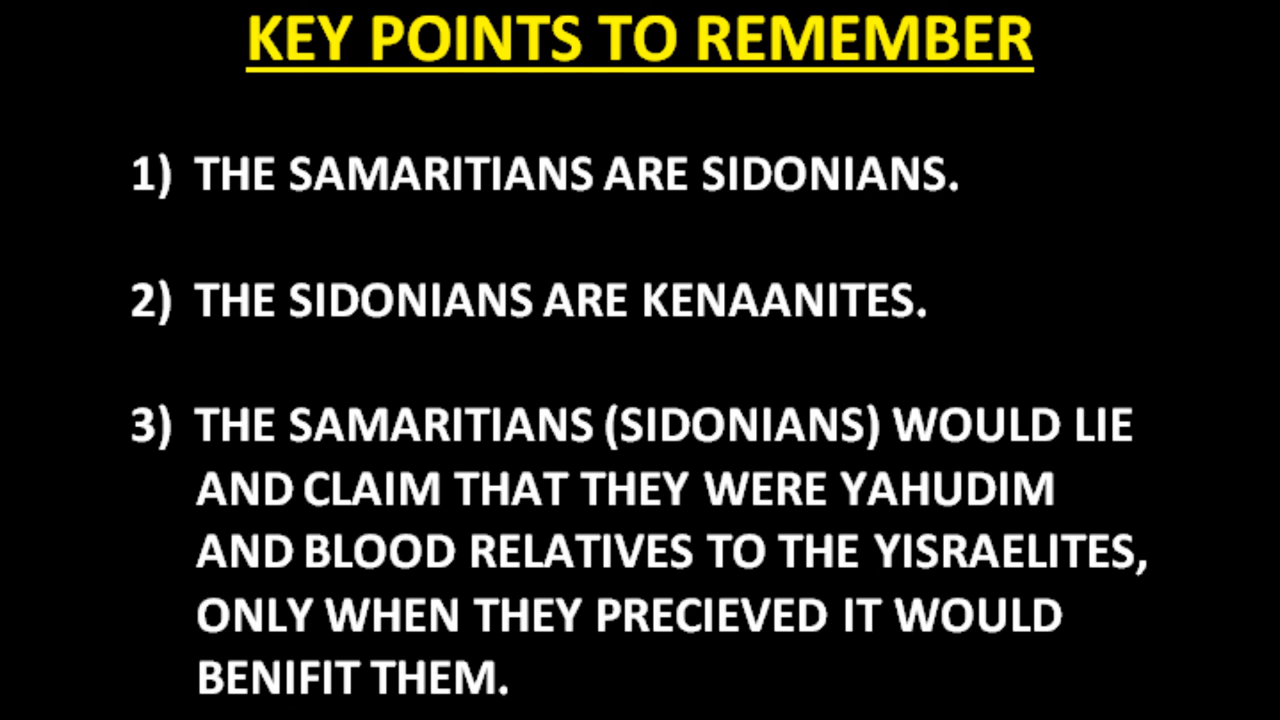 KEY POINTS TO REMEMBER
1) THE SAMARITIANS ARE SIDONIANS.
2) THE SIDONIANS ARE KENAANITES.
3) THE SAMARITIANS (SIDONIANS) WOULD LIE
AND CLAIM THAT THEY WERE YAHUDIM
AND BLOOD RELATIVES TO THE YISRAELITES,
ONLY WHEN THEY PRECIEVED IT WOULD
BENIFIT THEM.